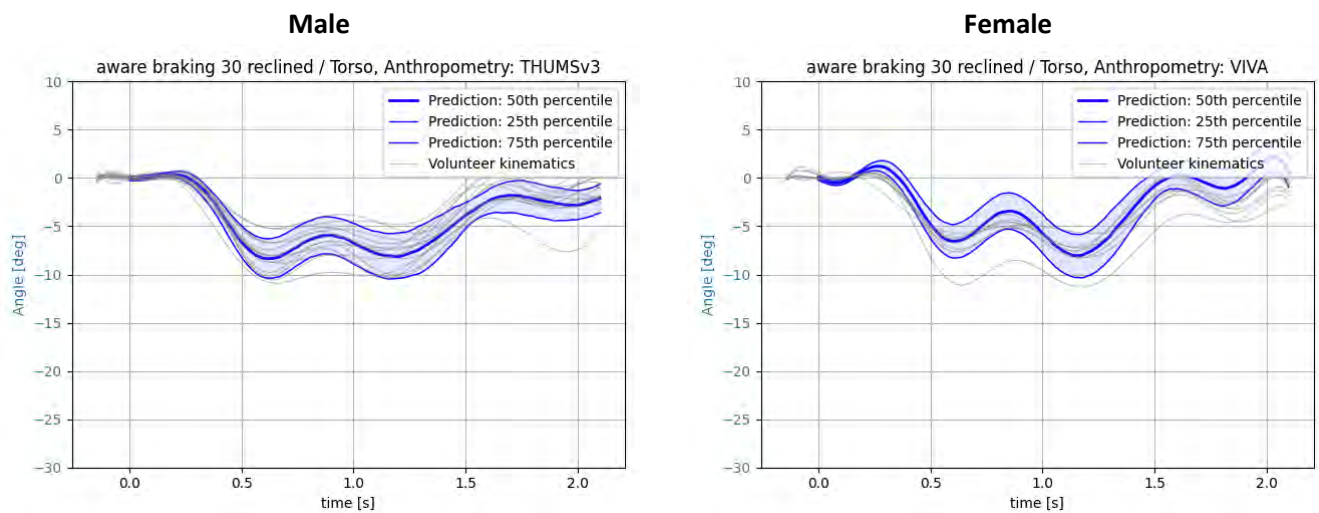 Male
aware braking 30 reclined / Torso, Anthropometry: THUMSv3
Prediction: 50th percentile
Prediction: 25th percentile
Prediction: 75th percentile
Volunteer kinematics
10
5
0
−5
−10
−15
−20
−25
−30
Angle [deg]
0.0 0.5 1.0 1.5 2.0
time [s]
Female
aware braking 30 reclined / Torso, Anthropometry: VIVA
Prediction: 50th percentile
Prediction: 25th percentile
Prediction: 75th percentile
Volunteer kinematics
10
5
0
−5
−10
−15
−20
−25
−30
Angle [deg]
0.0 0.5 1.0 1.5 2.0
time [s]